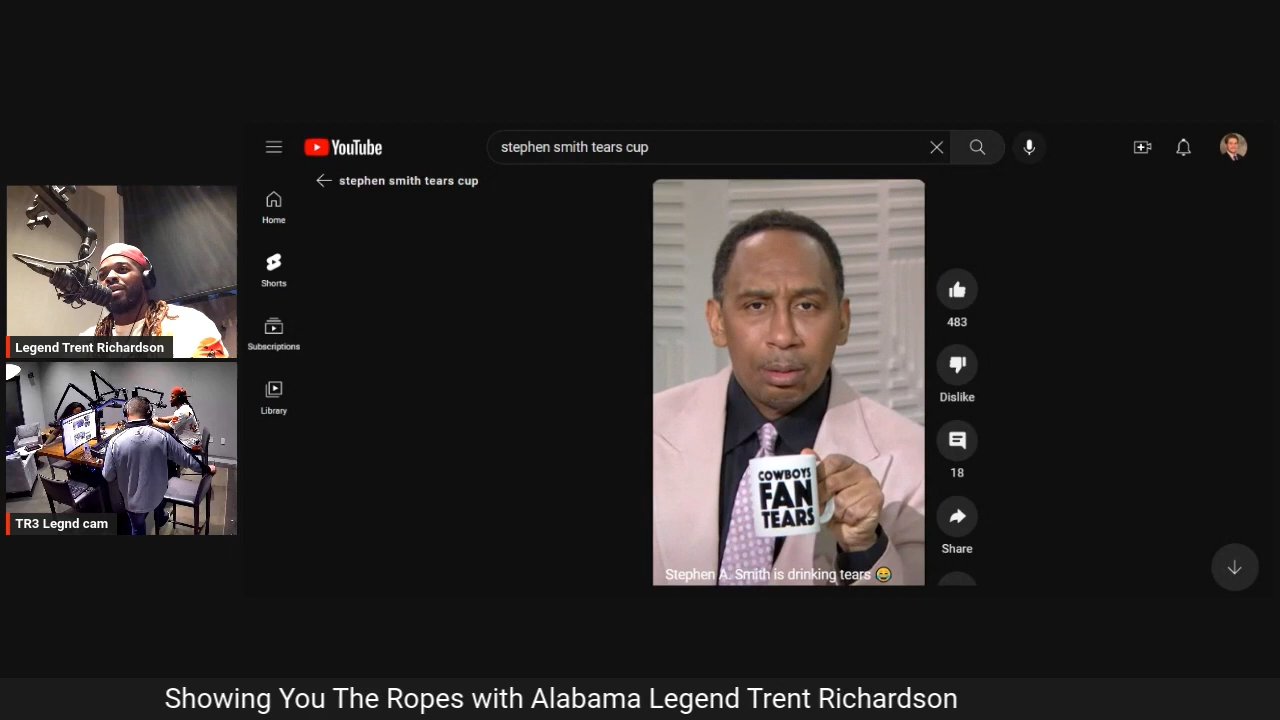 YouTube
stephen smith tears cup
stephen smith tears cup
Home
Shorts
Subscriptions
Library
Legend Trent Richardson
TR3 Legnd cam
COWBOYS
FAN
TEARS
Stephen A. Smith is drinking tears 😂
483
Dislike
18
Share
Showing You The Ropes with Alabama Legend Trent Richardson